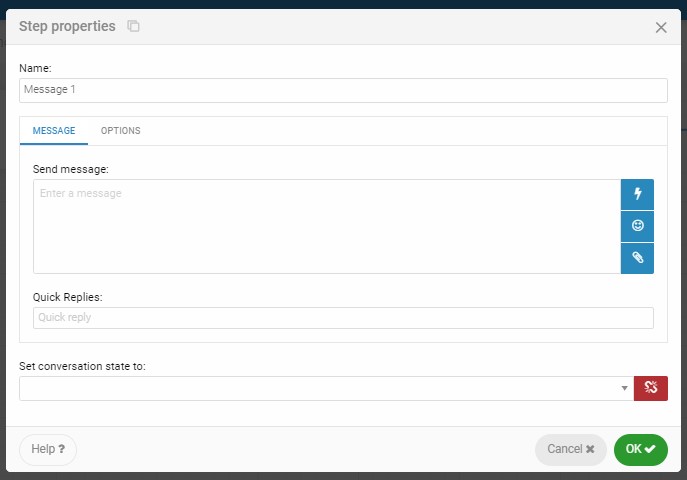 Step properties
Name:
Message 1
MESSAGE OPTIONS
Send message:
Enter a message
Quick Replies:
Quick reply
Set conversation state to:
Help ? Cancel OK